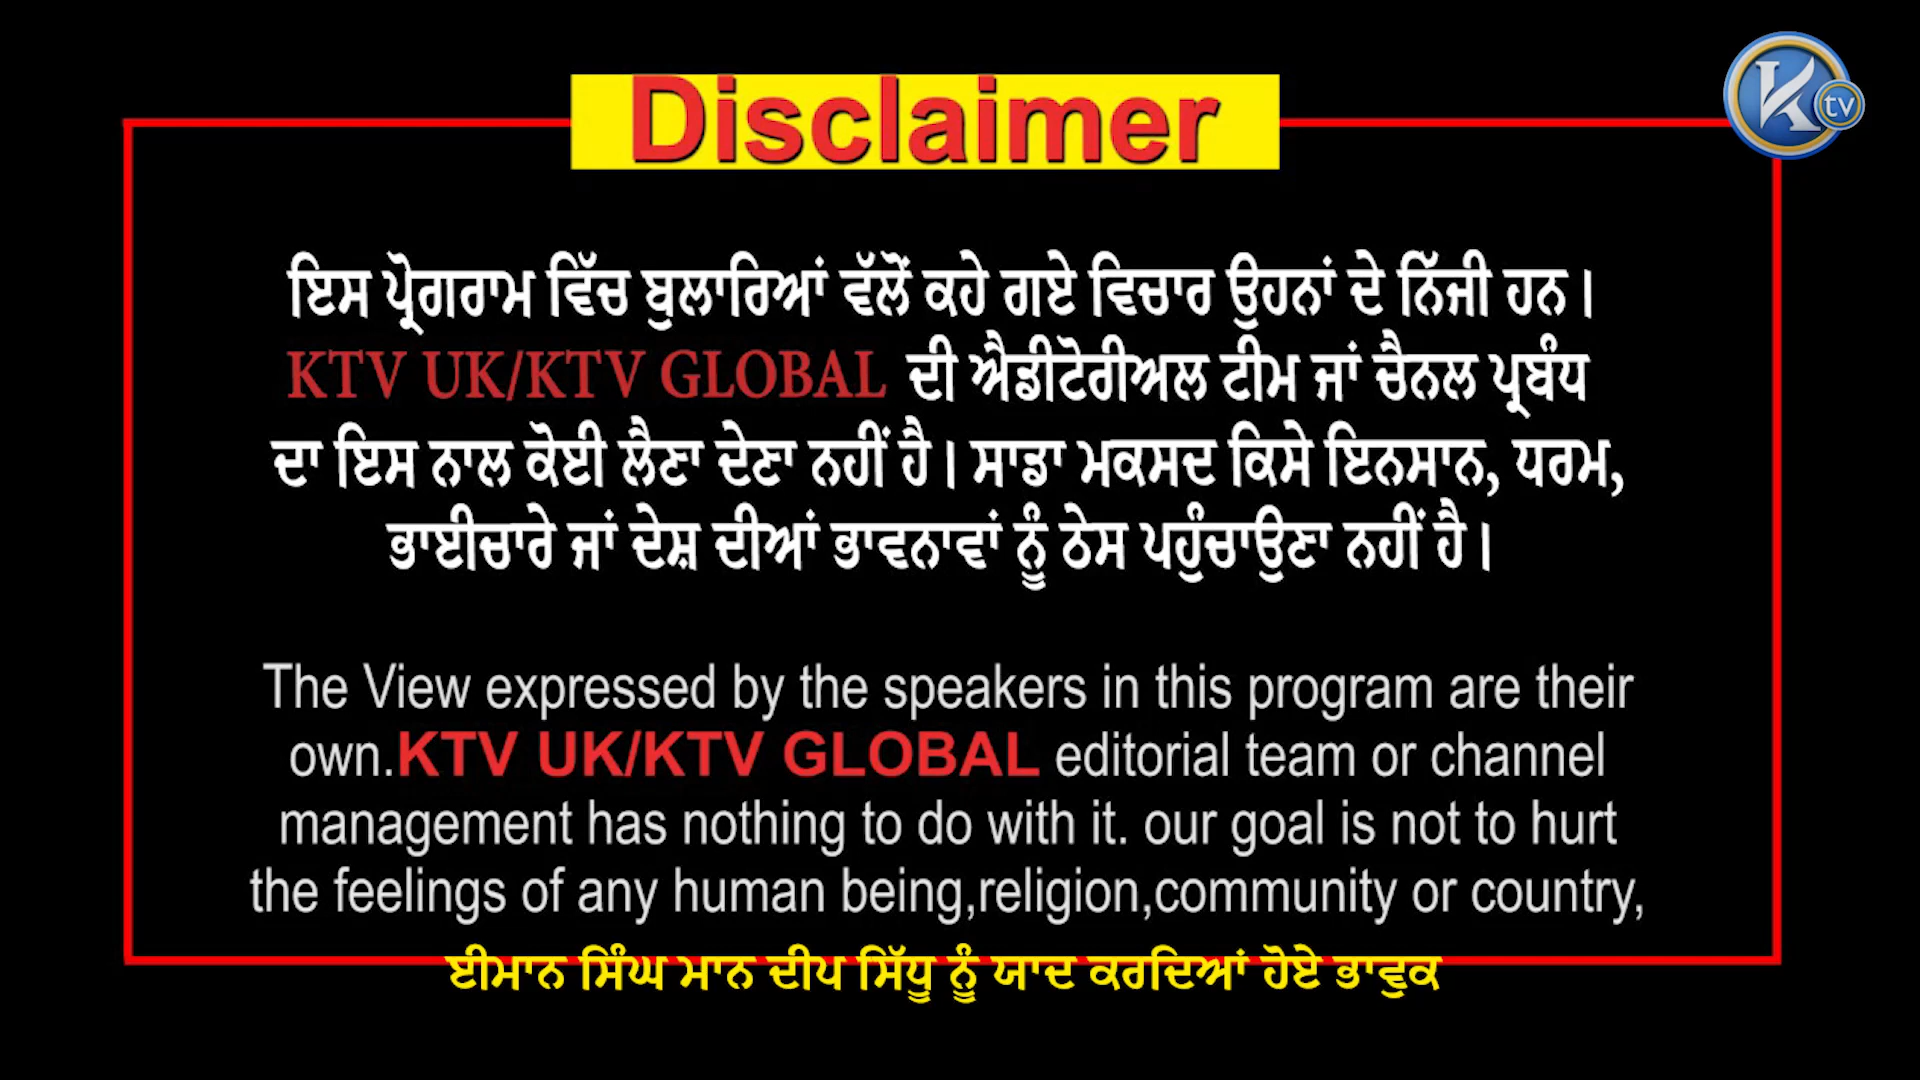 K tv
Disclaimer
ਇਸ ਪ੍ਰੋਗਰਾਮ ਵਿੱਚ ਬੁਲਾਰਿਆਂ ਵੱਲੋਂ ਕਹੇ ਗਏ ਵਿਚਾਰ ਉਹਨਾਂ ਦੇ ਨਿੱਜੀ ਹਨ।
KTV UK/KTV GLOBAL ਦੀ ਐਡੀਟੋਰੀਅਲ ਟੀਮ ਜਾਂ ਚੈਨਲ ਪ੍ਰਬੰਧ
ਦਾ ਇਸ ਨਾਲ ਕੋਈ ਲੈਣਾ ਦੇਣਾ ਨਹੀਂ ਹੈ। ਸਾਡਾ ਮਕਸਦ ਕਿਸੇ ਇਨਸਾਨ, ਧਰਮ,
ਭਾਈਚਾਰੇ ਜਾਂ ਦੇਸ਼ ਦੀਆਂ ਭਾਵਨਾਵਾਂ ਨੂੰ ਠੇਸ ਪਹੁੰਚਾਉਣਾ ਨਹੀਂ ਹੈ।
The View expressed by the speakers in this program are their
own.KTV UK/KTV GLOBAL editorial team or channel
management has nothing to do with it. our goal is not to hurt
the feelings of any human being,religion,community or country,
ਈਮਾਨ ਸਿੰਘ ਮਾਨ ਦੀਪ ਸਿੱਧੂ ਨੂੰ ਯਾਦ ਕਰਦਿਆਂ ਹੋਏ ਭਾਵੁਕ